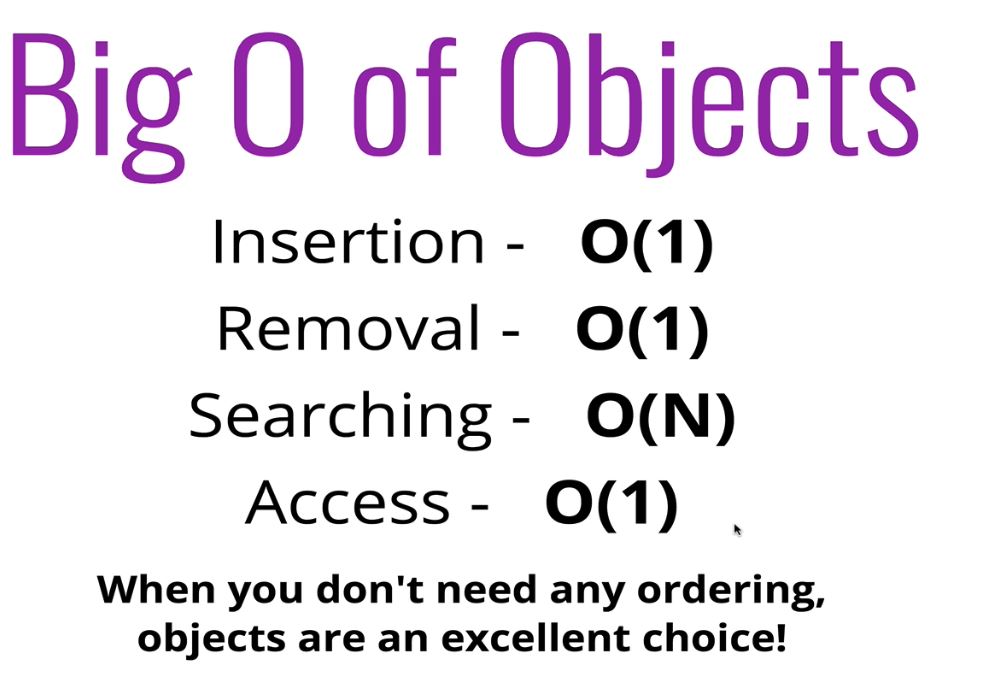 Big O of Objects
Insertion - O(1)
Removal - O(1)
Searching - O(N)
Access - O(1)
When you don't need any ordering,
objects are an excellent choice!